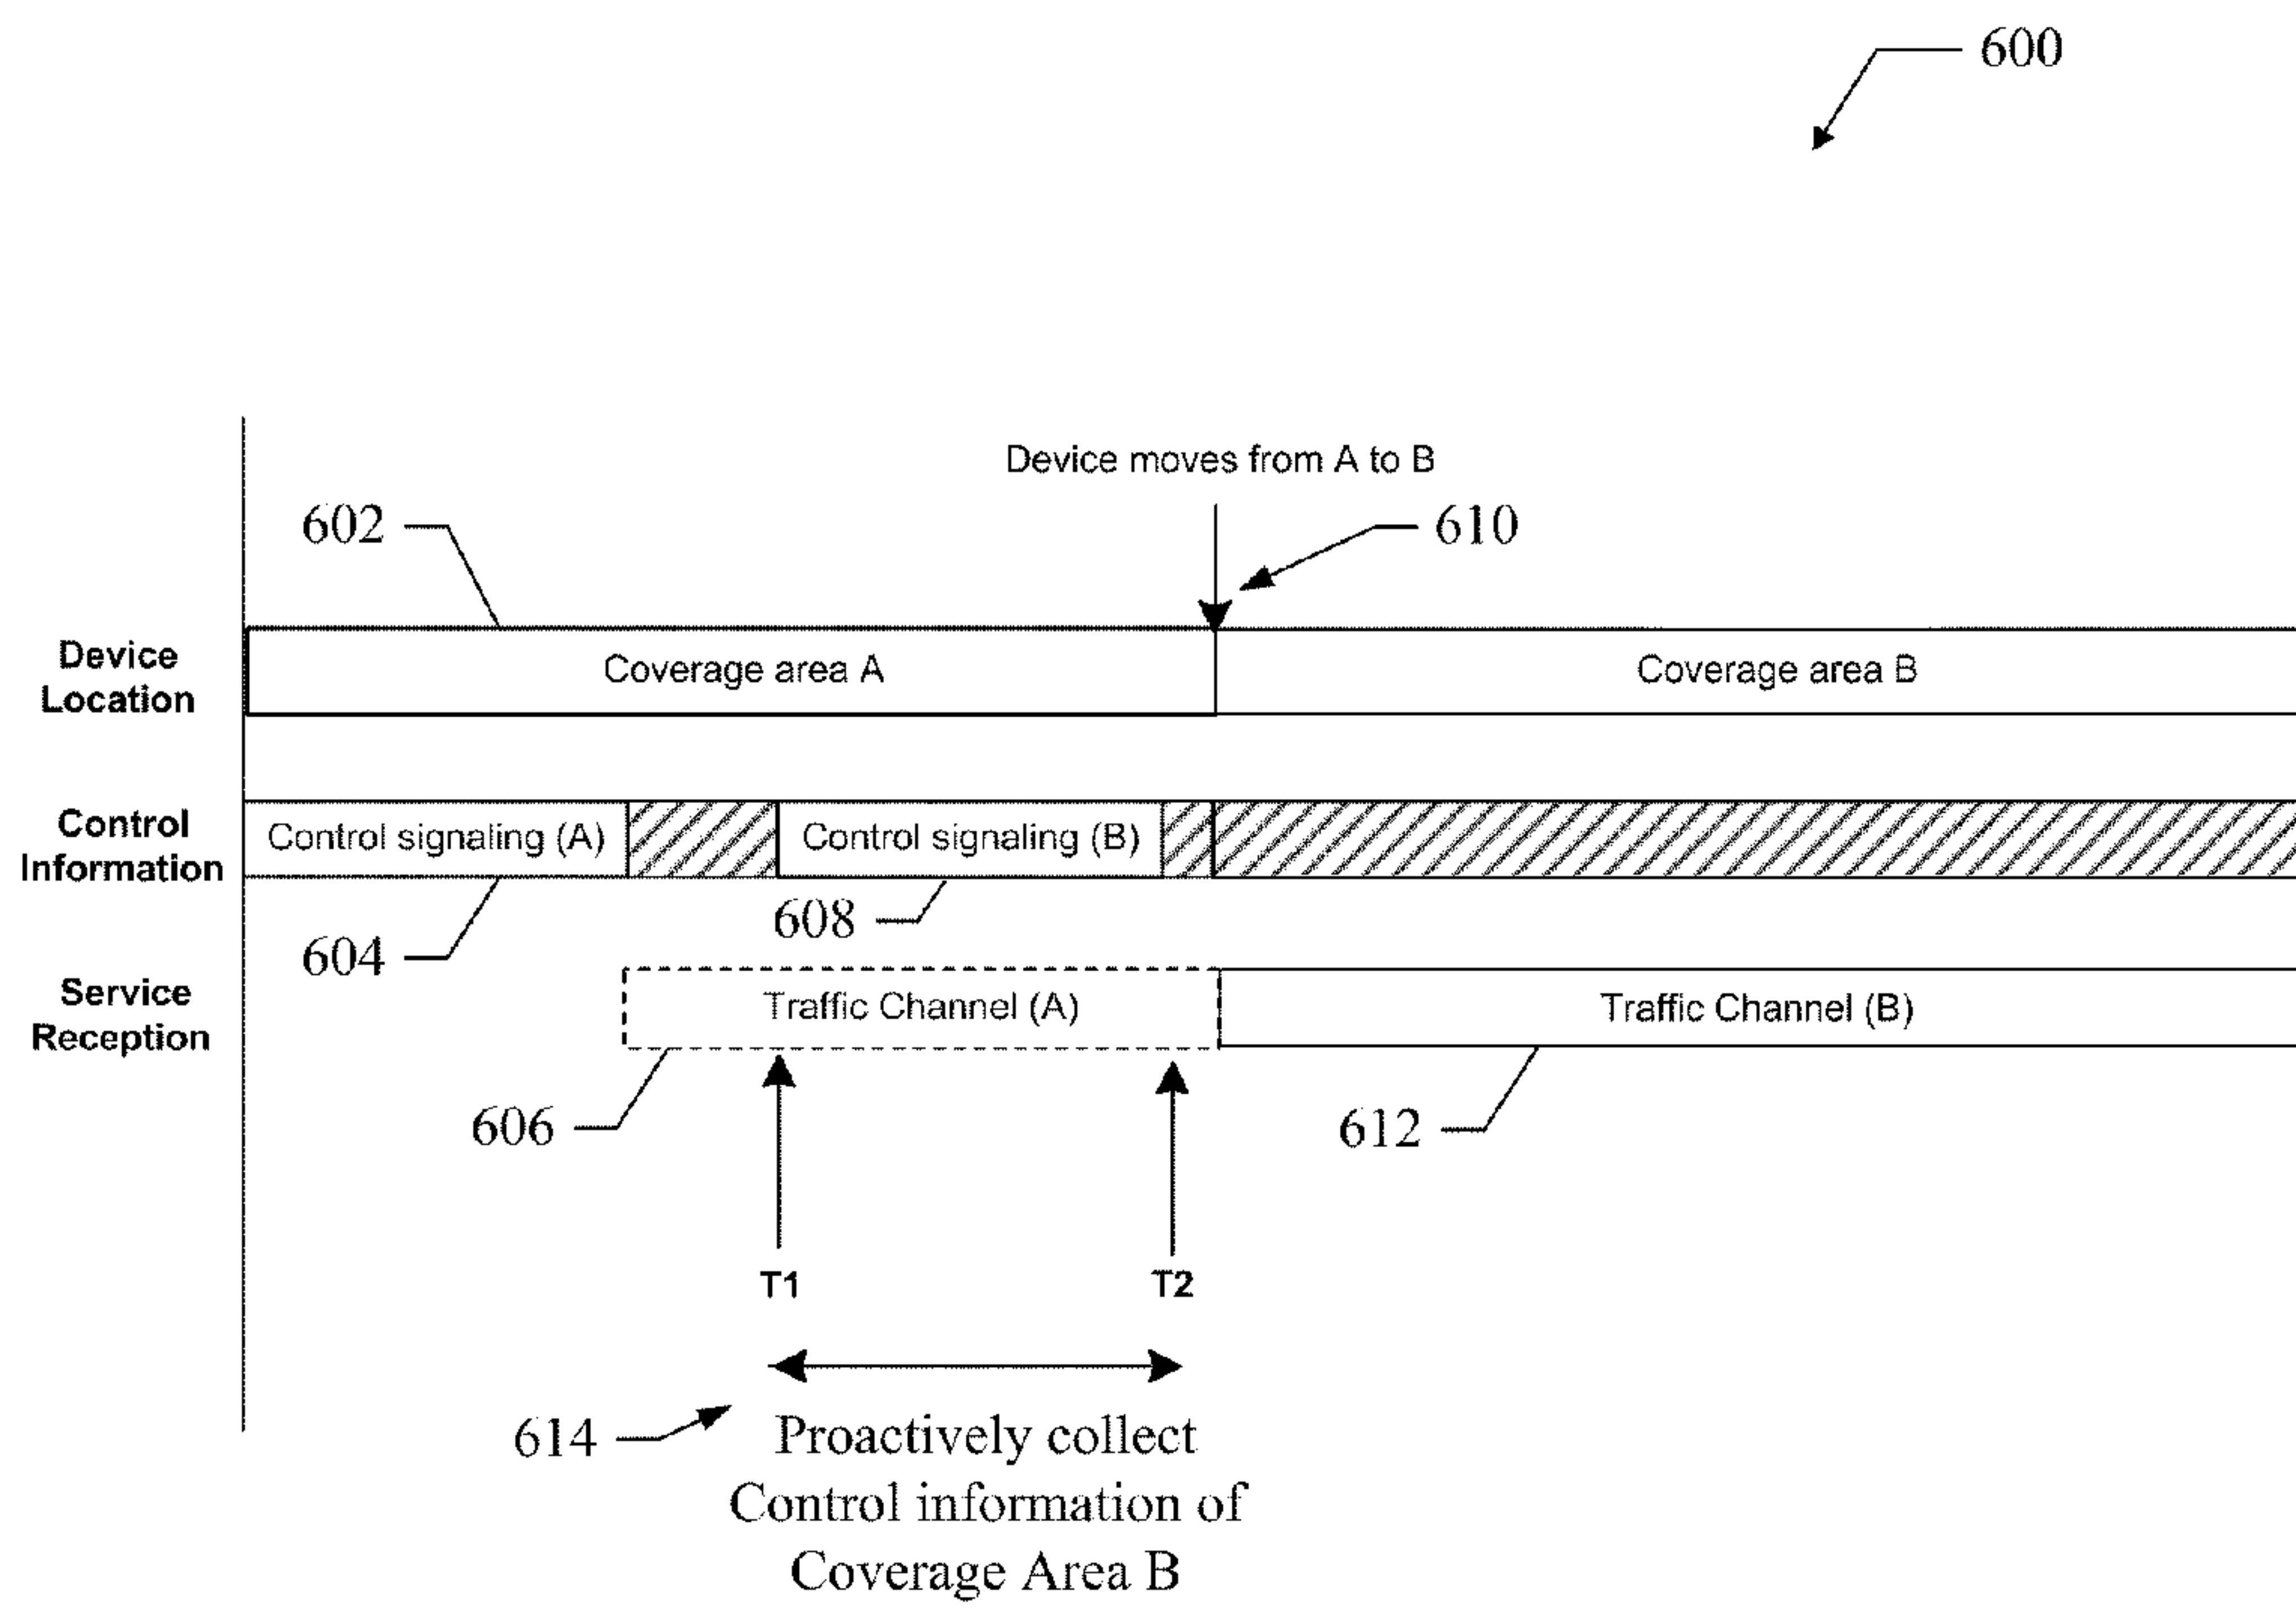 600
Device moves from A to B
602
610
Device
Location
Coverage area A
Coverage area B
Control
Information
Control signaling (A)
Control signaling (B)
608
604
Service
Reception
Traffic Channel (A)
Traffic Channel (B)
606
612
T1
T2
614
Proactively collect
Control information of
Coverage Area B